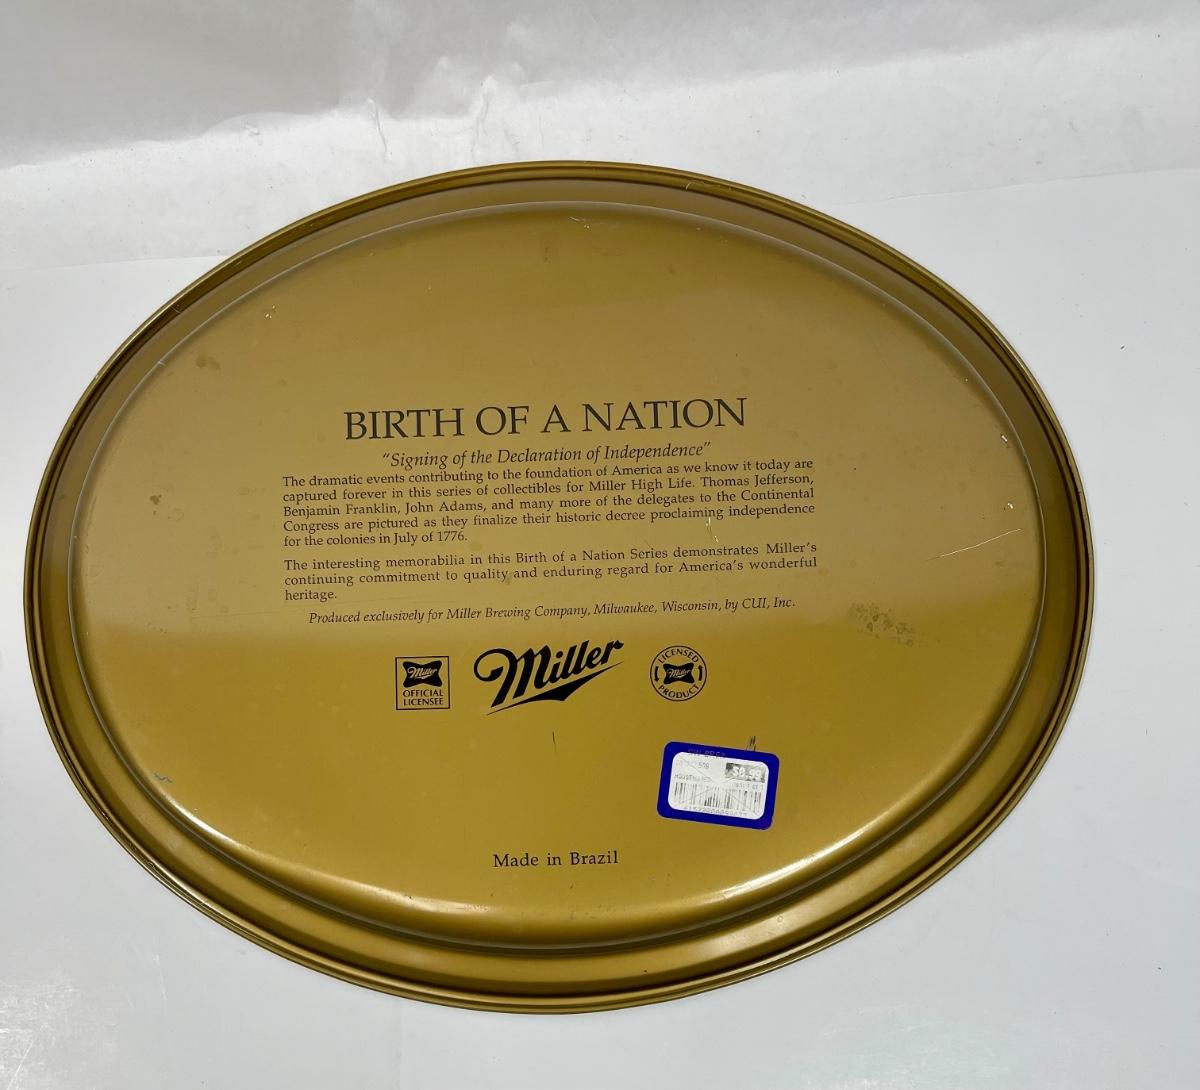 BIRTH OF A NATION
“Signing of the Declaration of Independence”
The dramatic events contributing to the foundation of America as we know it today are
captured forever in this series of collectibles for Miller High Life. Thomas Jefferson,
Benjamin Franklin, John Adams, and many more of the delegates to the Continental
Congress are pictured as they finalize their historic decree proclaiming independence
for the colonies in July of 1776.
The interesting memorabilia in this Birth of a Nation Series demonstrates Miller’s
continuing commitment to quality and enduring regard for America’s wonderful
heritage.
Produced exclusively for Miller Brewing Company, Milwaukee, Wisconsin, by CUI, Inc.
Miller
OFFICIAL
LICENSEE
Miller
LICENSED
Miller
PRODUCT
Made in Brazil